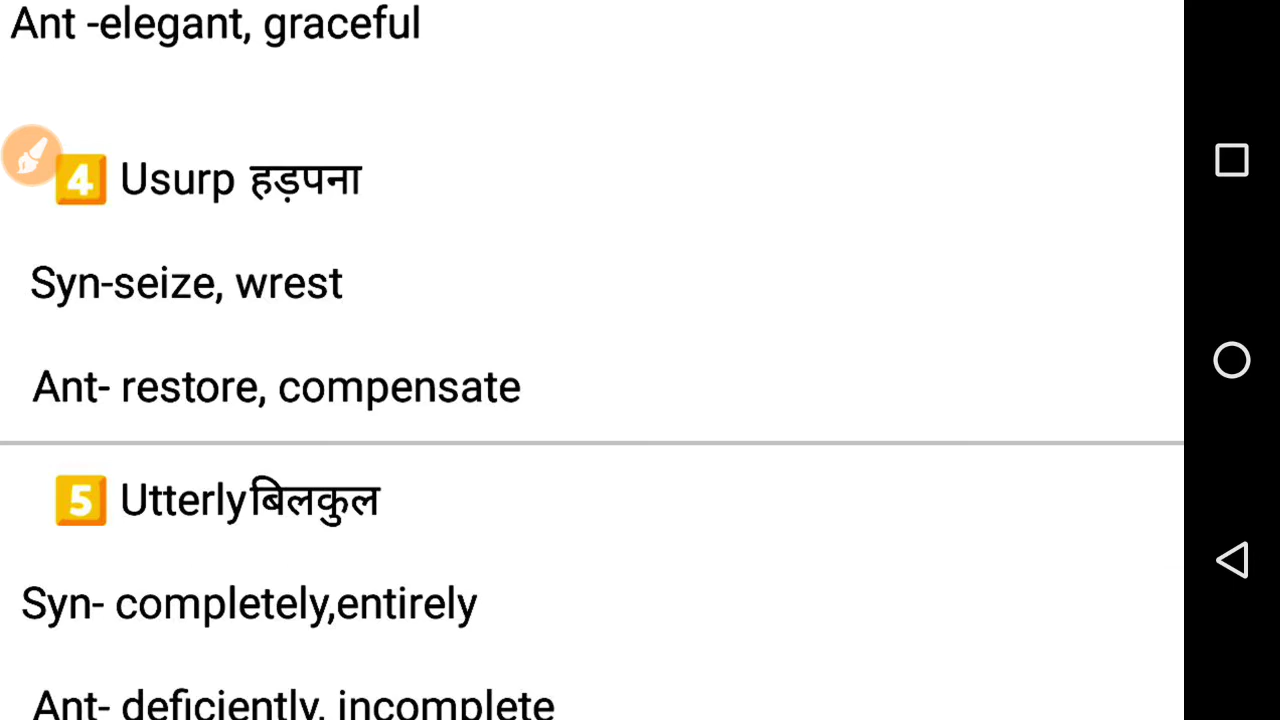 Ant -elegant, graceful
4 Usurp हड़पना
Syn-seize, wrest
Ant- restore, compensate
5 Utterlyबिलकुल
Syn- completely,entirely
Ant- deficiently, incomplete